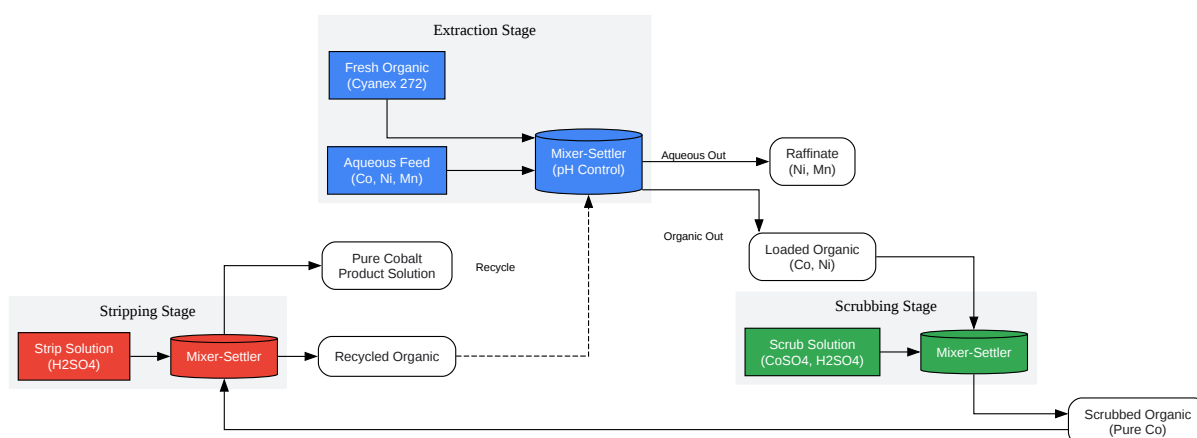 Extraction Stage
Fresh Organic
(Cyanex 272)
Aqueous Feed
(Co, Ni, Mn)
Mixer-Settler
(pH Control)
Aqueous Out
Raffinate
(Ni, Mn)
Organic Out
Loaded Organic
(Co, Ni)
Pure Cobalt
Product Solution
Recycle
Stripping Stage
Strip Solution
(H2SO4)
Mixer-Settler
Recycled Organic
Scrubbing Stage
Scrub Solution
(CoSO4, H2SO4)
Mixer-Settler
Scrubbed Organic
(Pure Co)